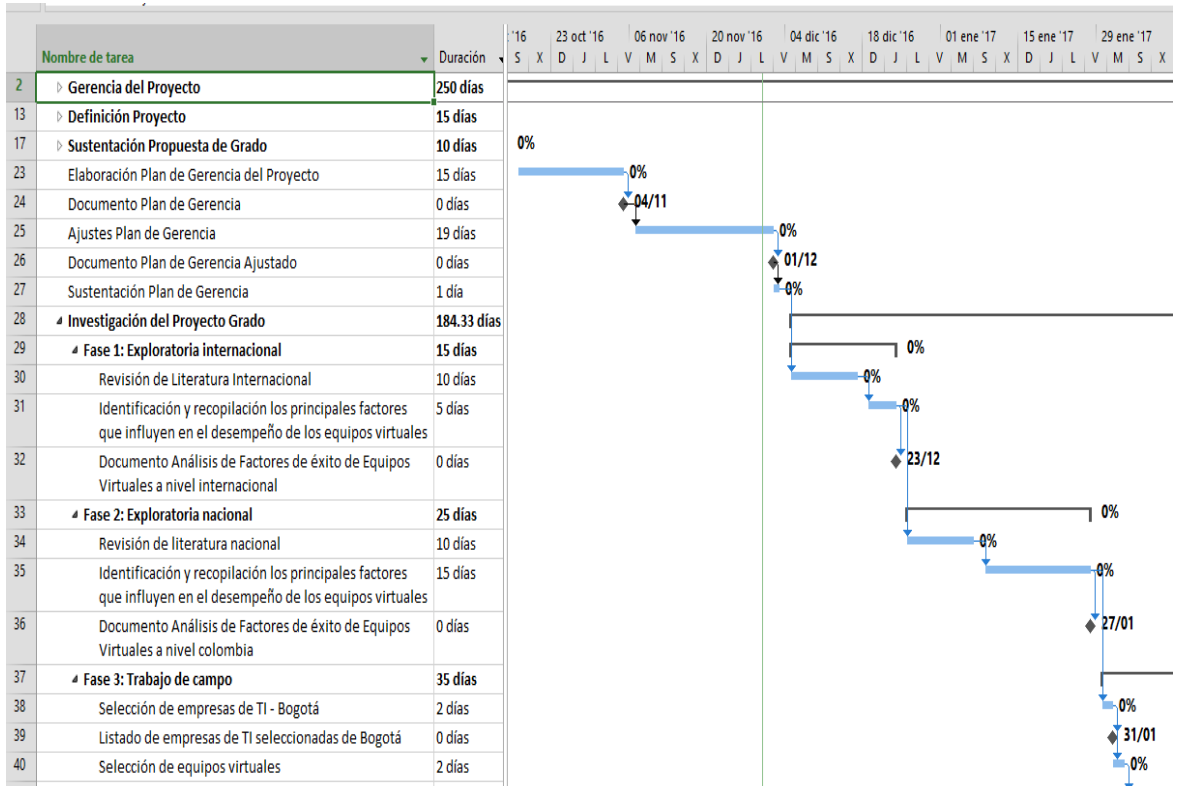 '16 23 oct '16 06 nov '16 20 nov '16 04 dic '16 18 dic '16 01 ene '17 15 ene '17 29 ene '17
Nombre de tarea Duración S X D J L V M S X D J L V M S X D J L V M S X D J L V M S X
2 Gerencia del Proyecto 250 días
13 Definición Proyecto 15 días
17 Sustentación Propuesta de Grado 10 días 0%
23 Elaboración Plan de Gerencia del Proyecto 15 días 0%
24 Documento Plan de Gerencia 0 días 04/11
25 Ajustes Plan de Gerencia 19 días 0%
26 Documento Plan de Gerencia Ajustado 0 días 01/12
27 Sustentación Plan de Gerencia 1 día 0%
28 Investigación del Proyecto Grado 184.33 días
29 Fase 1: Exploratoria internacional 15 días 0%
30 Revisión de Literatura Internacional 10 días 0%
31 Identificación y recopilación los principales factores 5 días 0%
que influyen en el desempeño de los equipos virtuales
32 Documento Análisis de Factores de éxito de Equipos 0 días 23/12
Virtuales a nivel internacional
33 Fase 2: Exploratoria nacional 25 días 0%
34 Revisión de literatura nacional 10 días 0%
35 Identificación y recopilación los principales factores 15 días 0%
que influyen en el desempeño de los equipos virtuales
36 Documento Análisis de Factores de éxito de Equipos 0 días 27/01
Virtuales a nivel colombia
37 Fase 3: Trabajo de campo 35 días
38 Selección de empresas de TI - Bogotá 2 días 0%
39 Listado de empresas de TI seleccionadas de Bogotá 0 días 31/01
40 Selección de equipos virtuales 2 días 0%